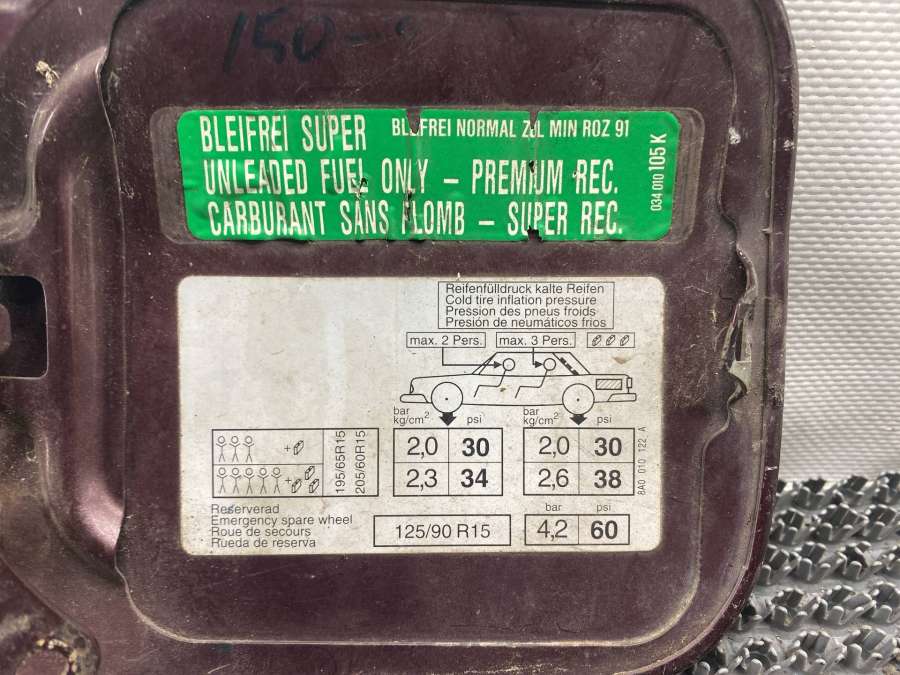 150-
BLEIFREI SUPER BLEIFREI NORMAL ZUL MIN ROZ 91
UNLEADED FUEL ONLY – PREMIUM REC.
CARBURANT SANS PLOMB – SUPER REC.
034 010 105 K
Reifenfülldruck kalte Reifen
Cold tire inflation pressure
Pression des pneus froids
Presión de neumáticos frios
max. 2 Pers. max. 3 Pers.
bar psi bar psi
kg/cm² kg/cm²
195/65R15
205/60R15
+ 2,0 30 2,0 30
+ 2,3 34 2,6 38
8A0 010 122 A
Reserverad
Emergency spare wheel
Roue de secours
Rueda de reserva
bar psi
125/90 R15 4,2 60